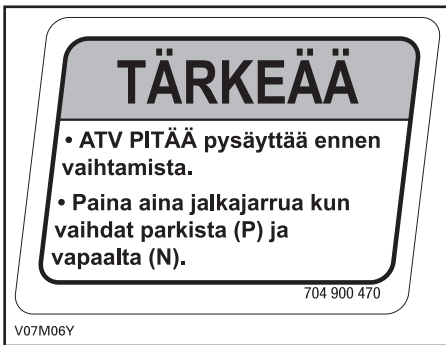 TÄRKEÄÄ
• ATV PITÄÄ pysäyttää ennen
vaihtamista.
• Paina aina jalkajarrua kun
vaihdat parkista (P) ja
vapaalta (N).
704 900 470
V07M06Y